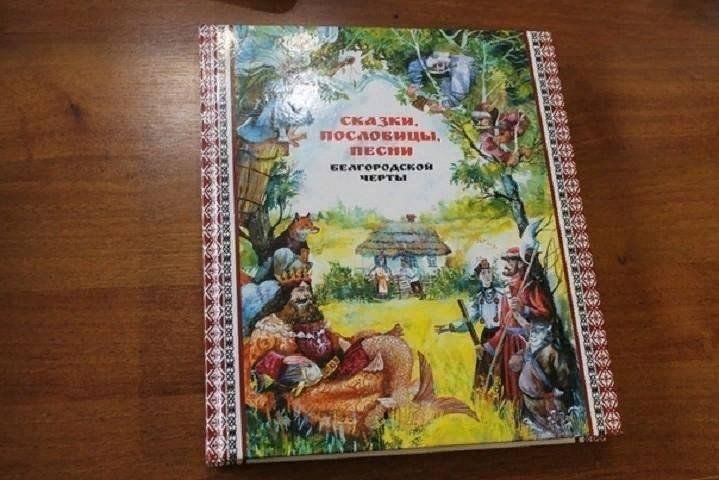 СКАЗКИ,
ПОСЛОВИЦЫ,
ПЕСНИ
БЕЛГОРОДСКОЙ
ЧЕРТЫ